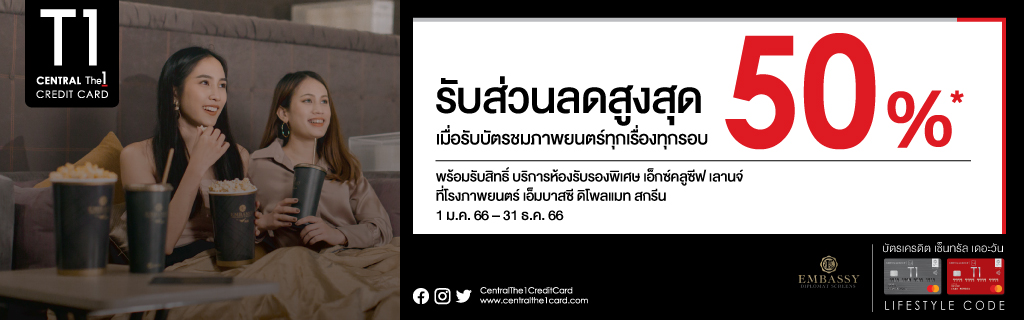 T1
CENTRAL The1
CREDIT CARD
รับส่วนลดสูงสุด 50%*
เมื่อรับบัตรชมภาพยนตร์ทุกเรื่องทุกรอบ
พร้อมรับสิทธิ์ บริการห้องรับรองพิเศษ เอ็กซ์คลูซีฟ เลานจ์
ที่โรงภาพยนตร์ เอ็มบาสซี ดิโพลแมท สกรีน
1 ม.ค. 66 – 31 ธ.ค. 66
CentralThe1CreditCard
www.centralthe1card.com
EMBASSY
DIPLOMAT SCREENS
บัตรเครดิต เซ็นทรัล เดอะวัน
T1
T1
LIFESTYLE CODE